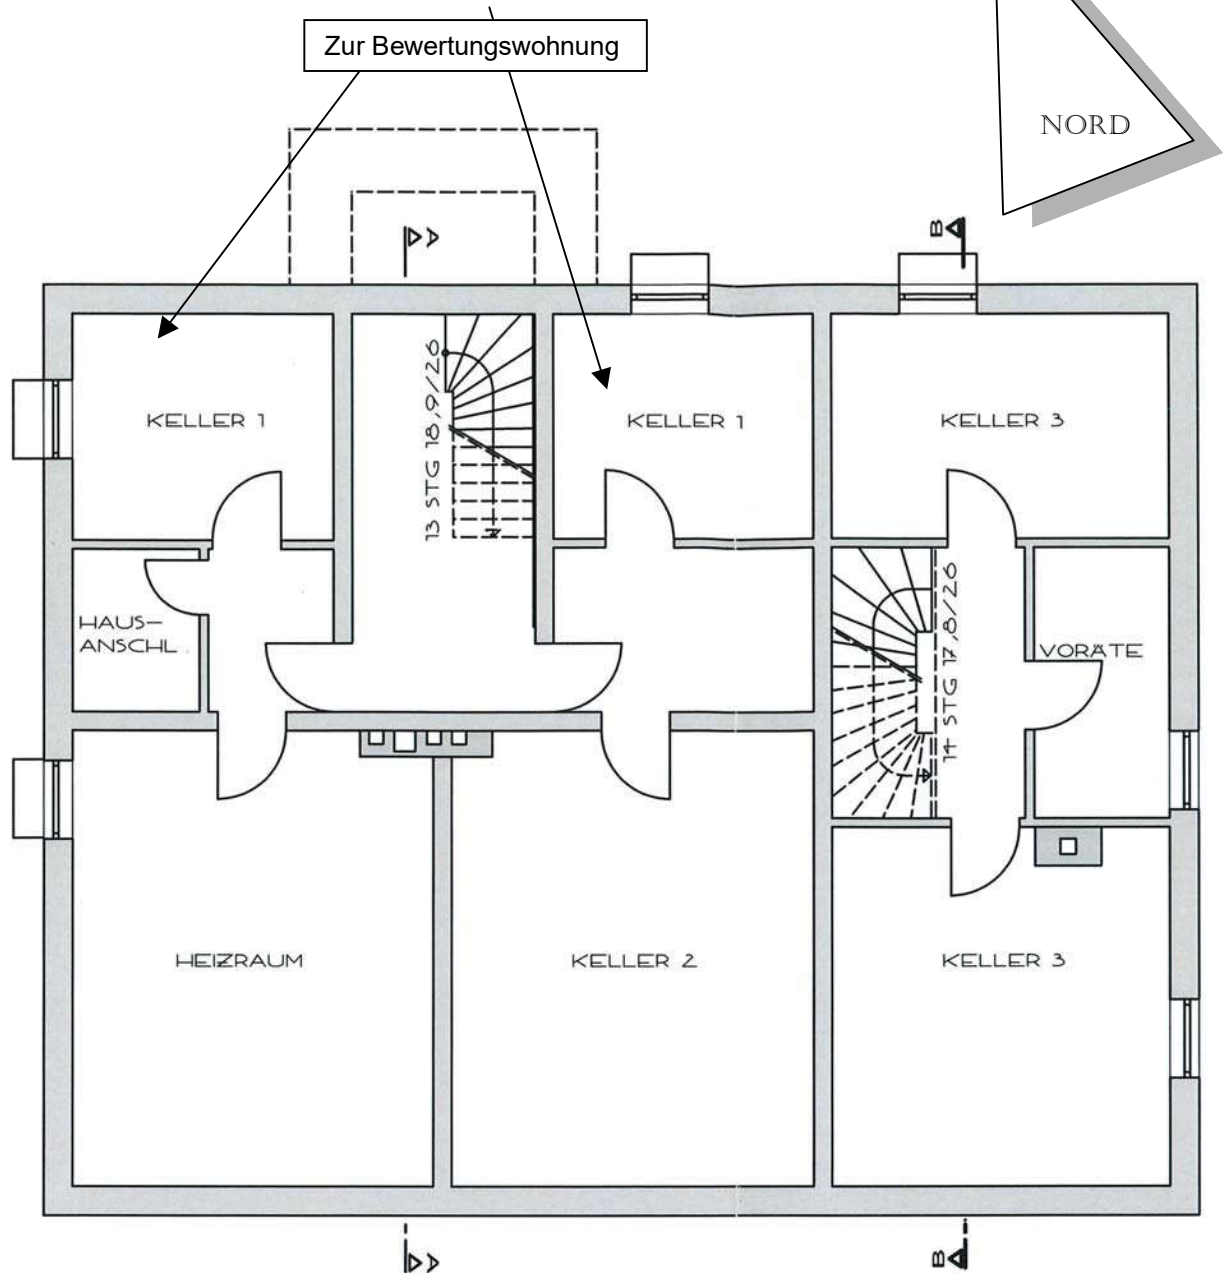 Zur Bewertungswohnung
NORD
A
B
KELLER 1
13 STG 18,9/26
KELLER 1
KELLER 3
HAUS-
ANSCHL.
14 STG 17,8/26
VORÄTE
HEIZRAUM
KELLER 2
KELLER 3
A
B